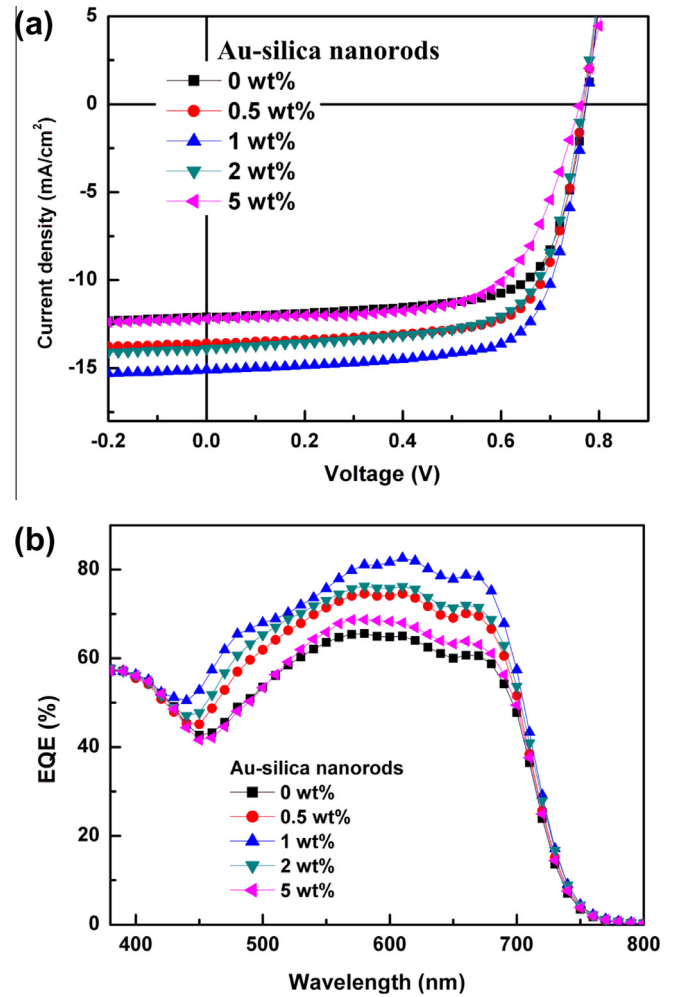 (a)
Au-silica nanorods
0 wt%
0.5 wt%
1 wt%
2 wt%
5 wt%
5
0
-5
-10
-15
Current density (mA/cm²)
-0.2 0.0 0.2 0.4 0.6 0.8
Voltage (V)
(b)
80
60
40
20
0
EQE (%)
Au-silica nanorods
0 wt%
0.5 wt%
1 wt%
2 wt%
5 wt%
400 500 600 700 800
Wavelength (nm)